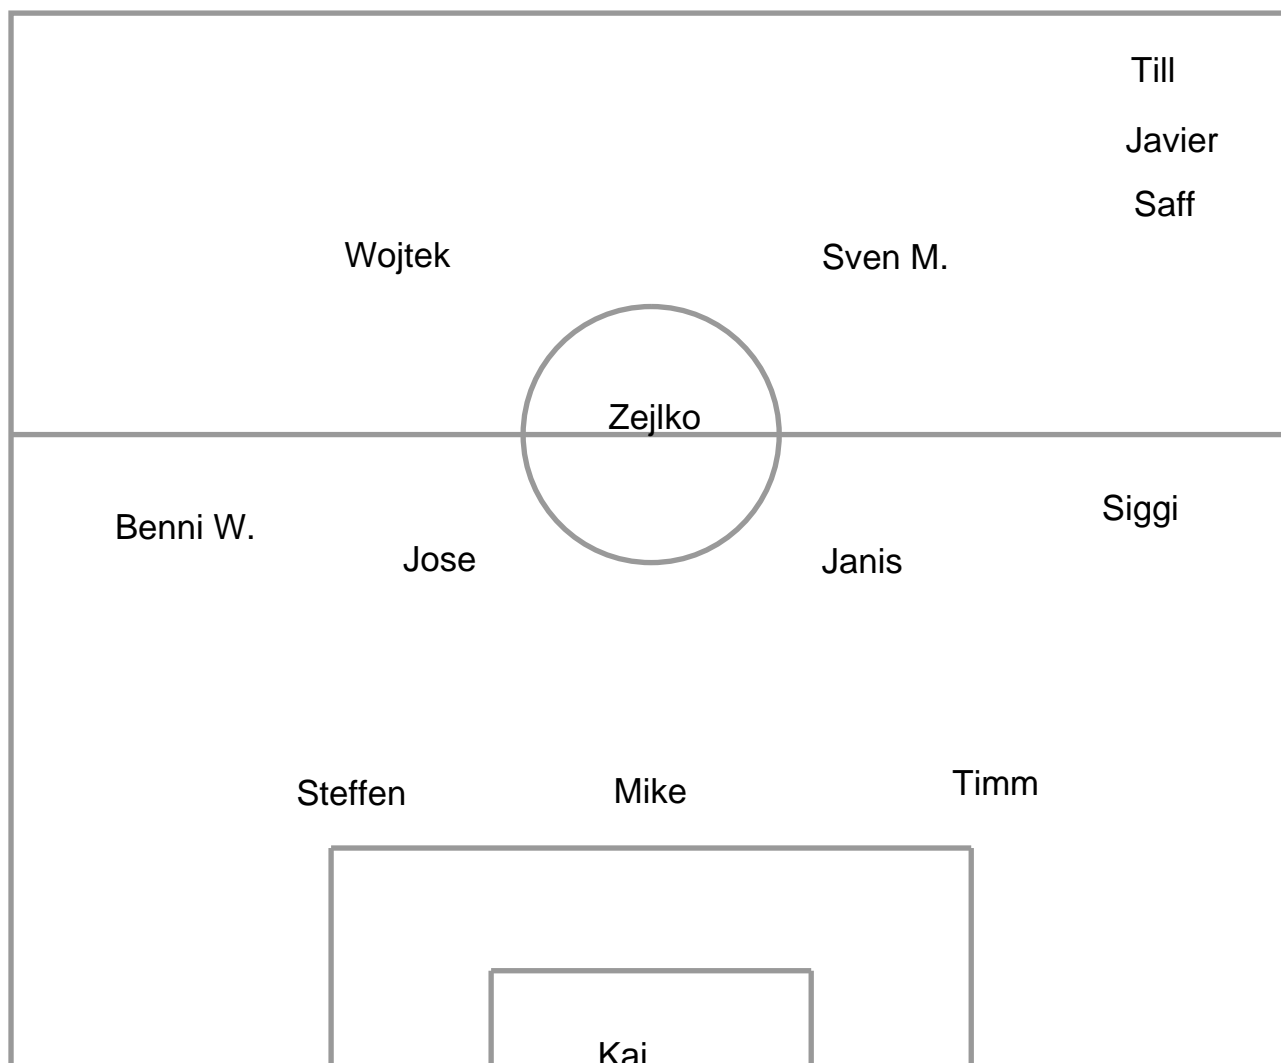 Till
Javier
Saff
Wojtek
Sven M.
Zejlko
Siggi
Benni W.
Jose
Janis
Timm
Steffen
Mike
Kai